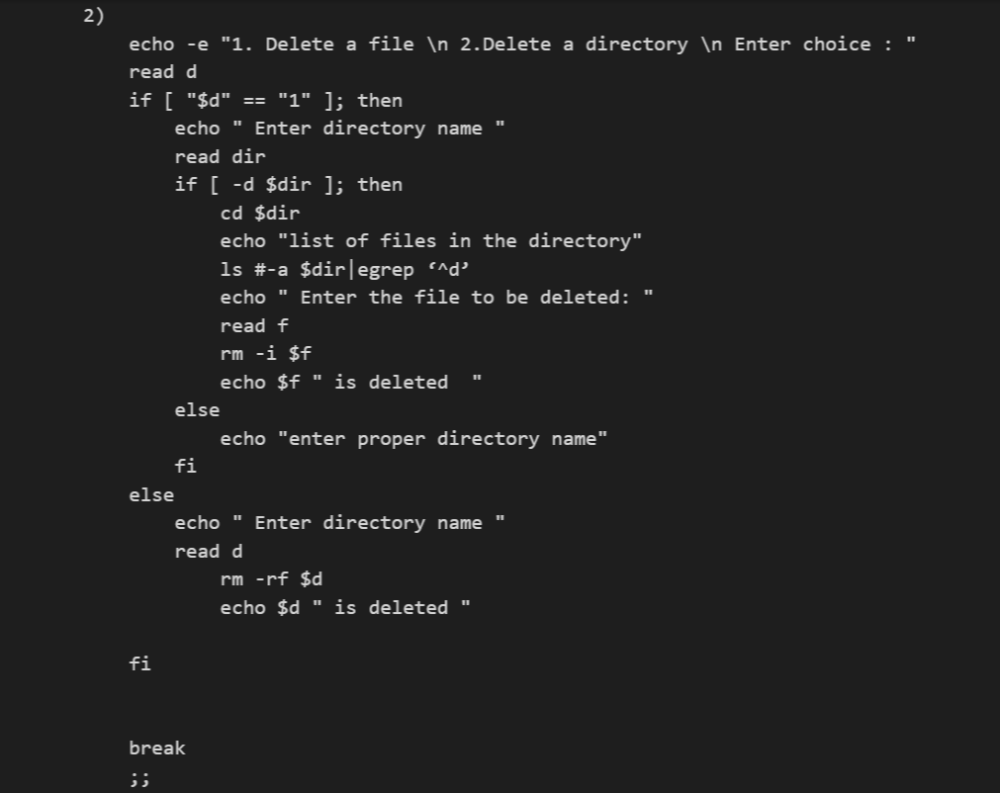 2)
echo -e "1. Delete a file \n 2.Delete a directory \n Enter choice : "
read d
if [ "$d" == "1" ]; then
echo " Enter directory name "
read dir
if [ -d $dir ]; then
cd $dir
echo "list of files in the directory"
ls #-a $dir|egrep ‘^d’
echo " Enter the file to be deleted: "
read f
rm -i $f
echo $f " is deleted  "
else
echo "enter proper directory name"
fi
else
echo " Enter directory name "
read d
rm -rf $d
echo $d " is deleted "
fi
break
;;